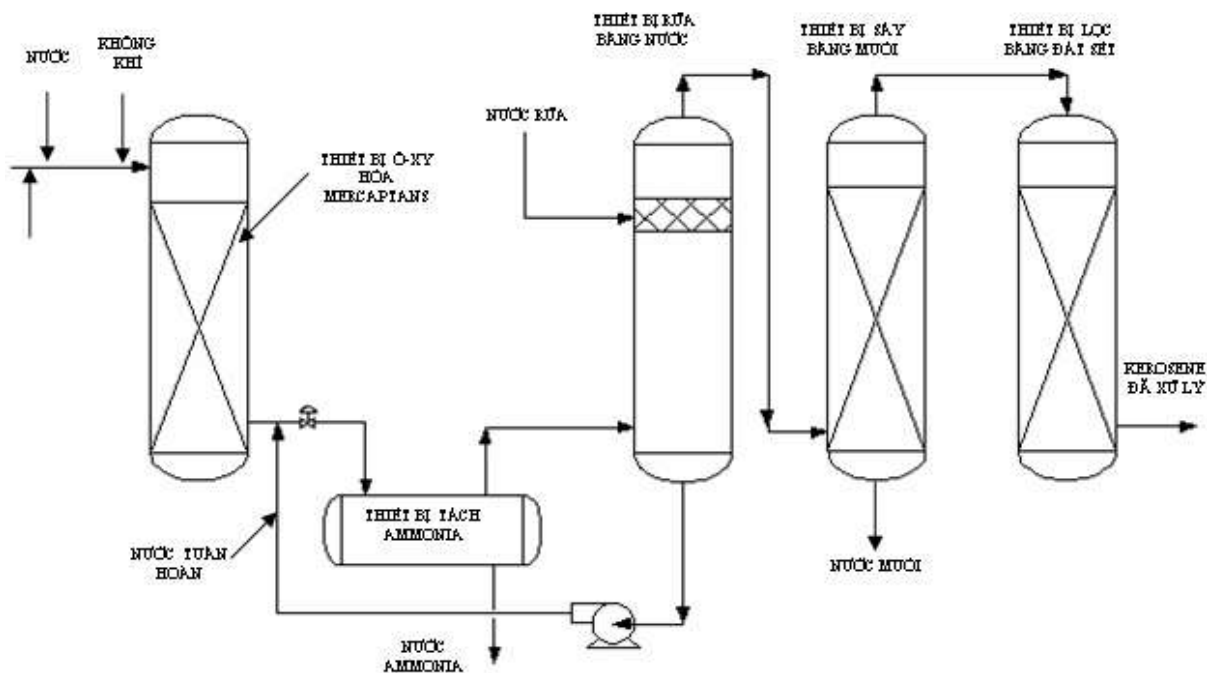 NƯỚC
KHÔNG
KHÍ
THIẾT BỊ Ô-XY
HÓA
MERCAPTANS
THIẾT BỊ RỬA
BẰNG NƯỚC
NƯỚC RỬA
THIẾT BỊ SẤY
BẰNG MUỐI
THIẾT BỊ LỌC
BẰNG ĐẤT SÉT
KEROSENE
ĐÃ XỬ LÝ
THIẾT BỊ TÁCH
AMMONIA
NƯỚC TUẦN
HOÀN
NƯỚC
AMMONIA
NƯỚC MUỐI